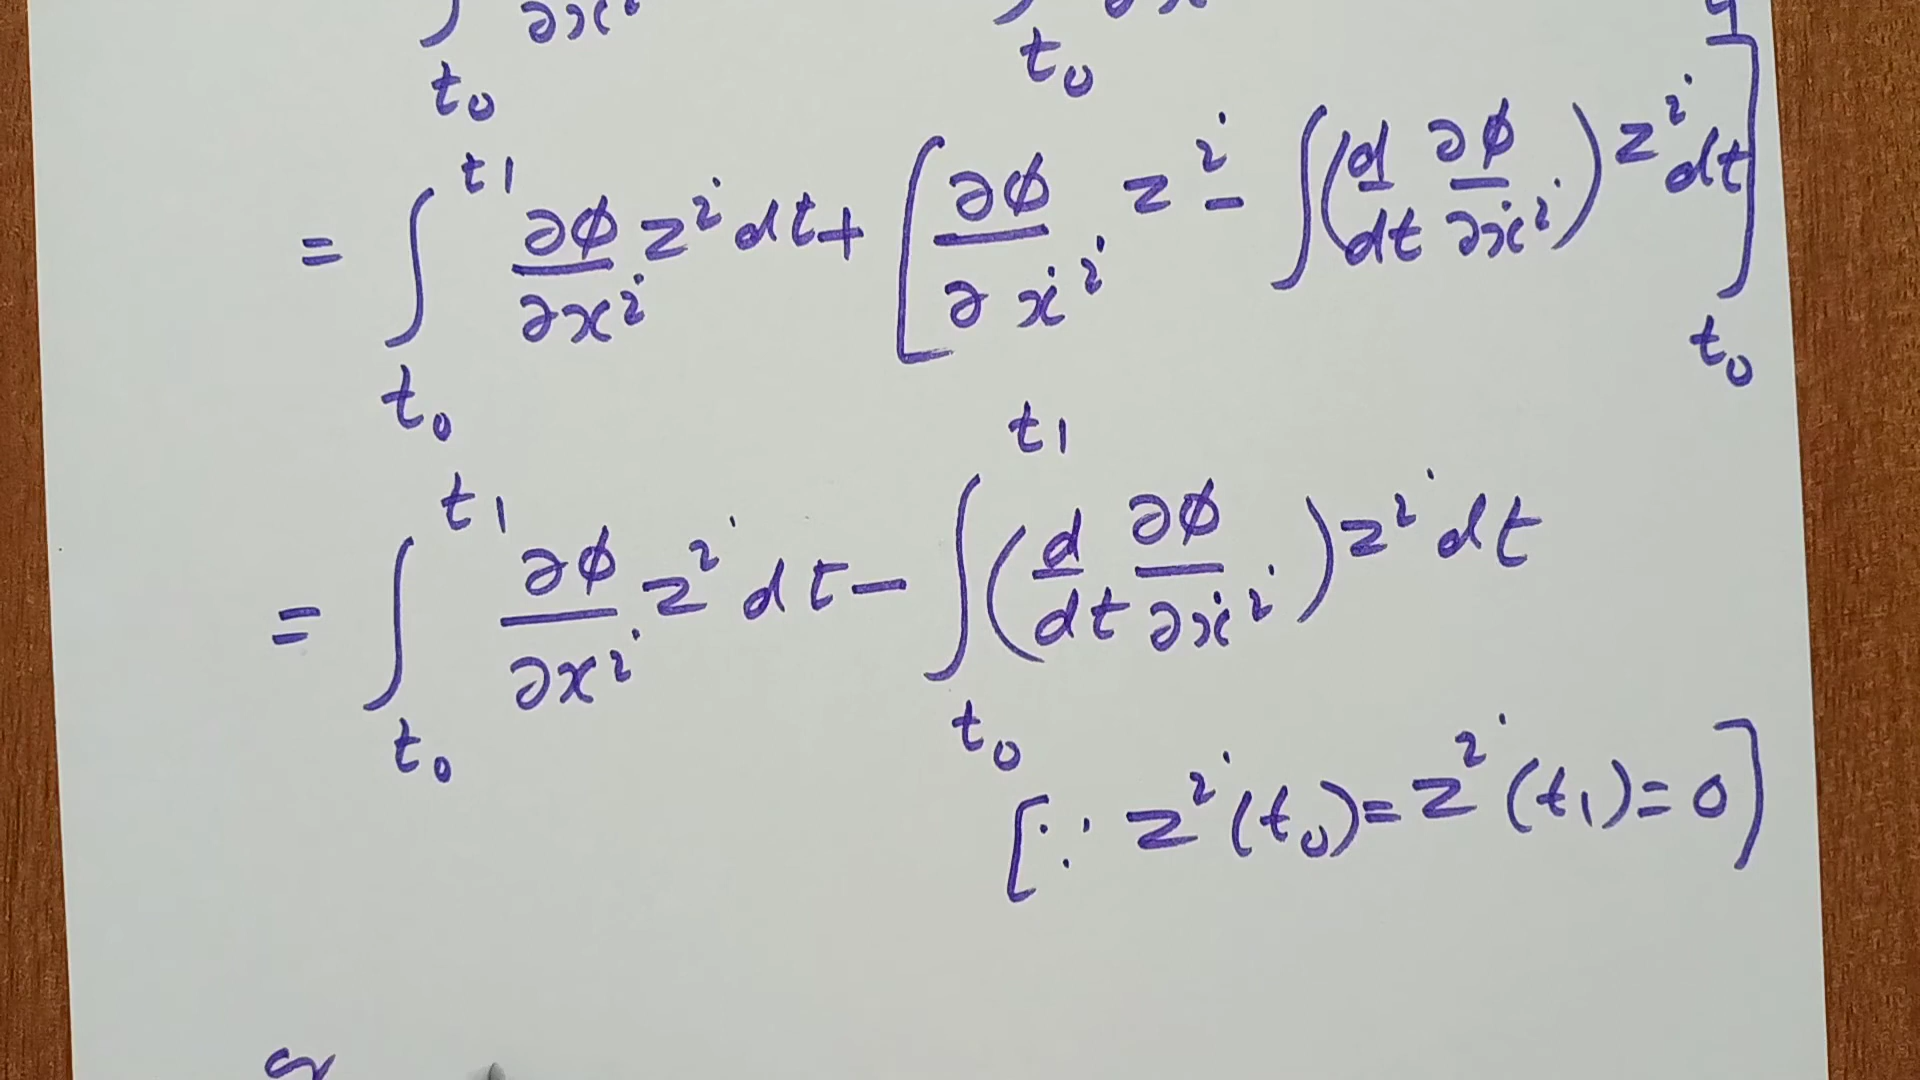 ∂xⁱ
t₀ t₀
= ∫_{t₀}^{t₁} ∂φ/∂xⁱ zⁱ dt + [∂φ/∂ẋⁱ zⁱ − ∫(d/dt ∂φ/∂ẋⁱ) zⁱ dt]_{t₀}
= ∫_{t₀}^{t₁} ∂φ/∂xⁱ zⁱ dt − ∫_{t₀}^{t₁} (d/dt ∂φ/∂ẋⁱ) zⁱ dt
[∵ zⁱ(t₀) = zⁱ(t₁) = 0]